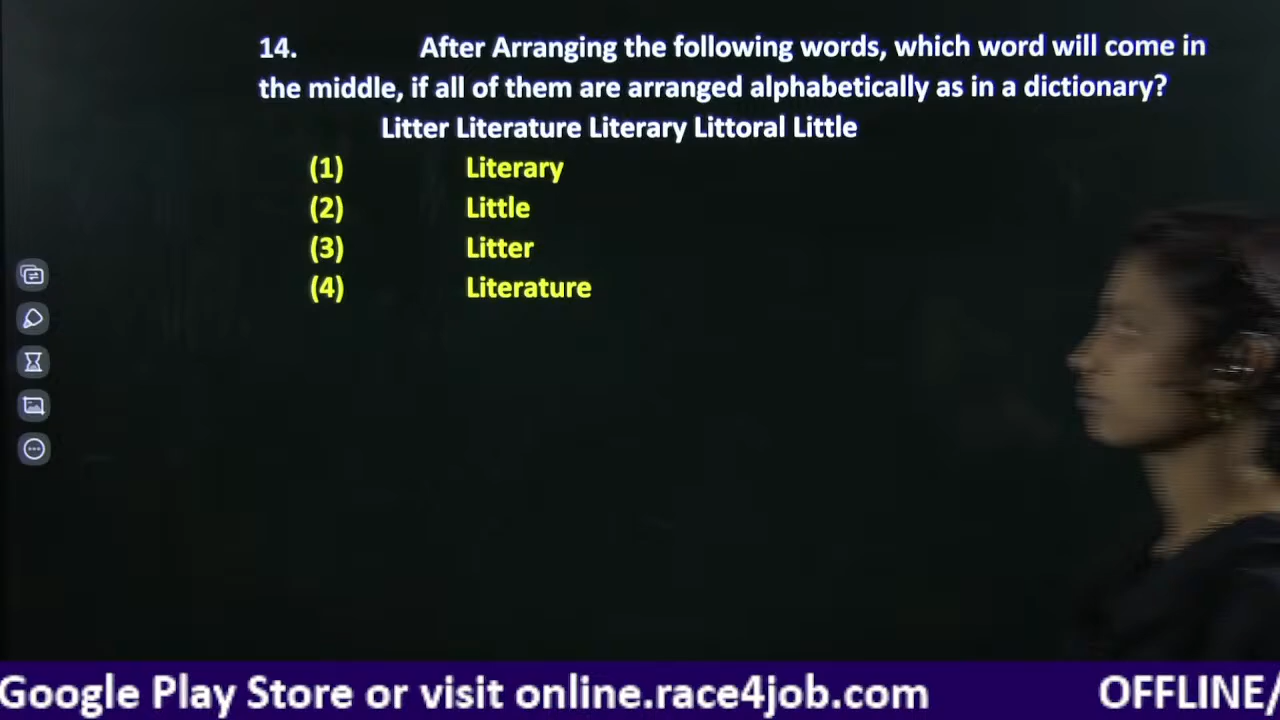 14. After Arranging the following words, which word will come in
the middle, if all of them are arranged alphabetically as in a dictionary?
Litter Literature Literary Littoral Little
(1) Literary
(2) Little
(3) Litter
(4) Literature
Google Play Store or visit online.race4job.com OFFLINE/